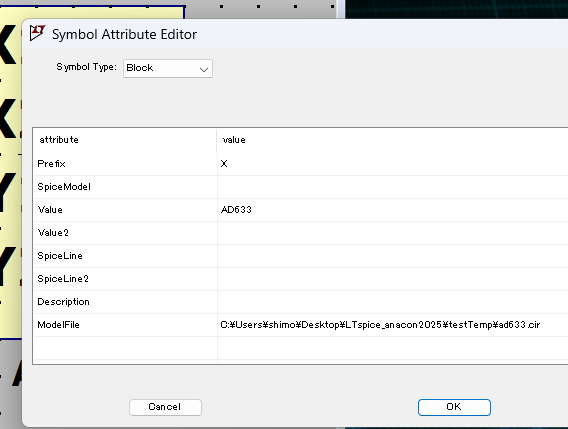 Symbol Attribute Editor
Symbol Type: Block
attribute value
Prefix X
SpiceModel
Value AD633
Value2
SpiceLine
SpiceLine2
Description
ModelFile C:¥Users¥shimo¥Desktop¥LTspice_anacon2025¥testTemp¥ad633.cir
Cancel OK